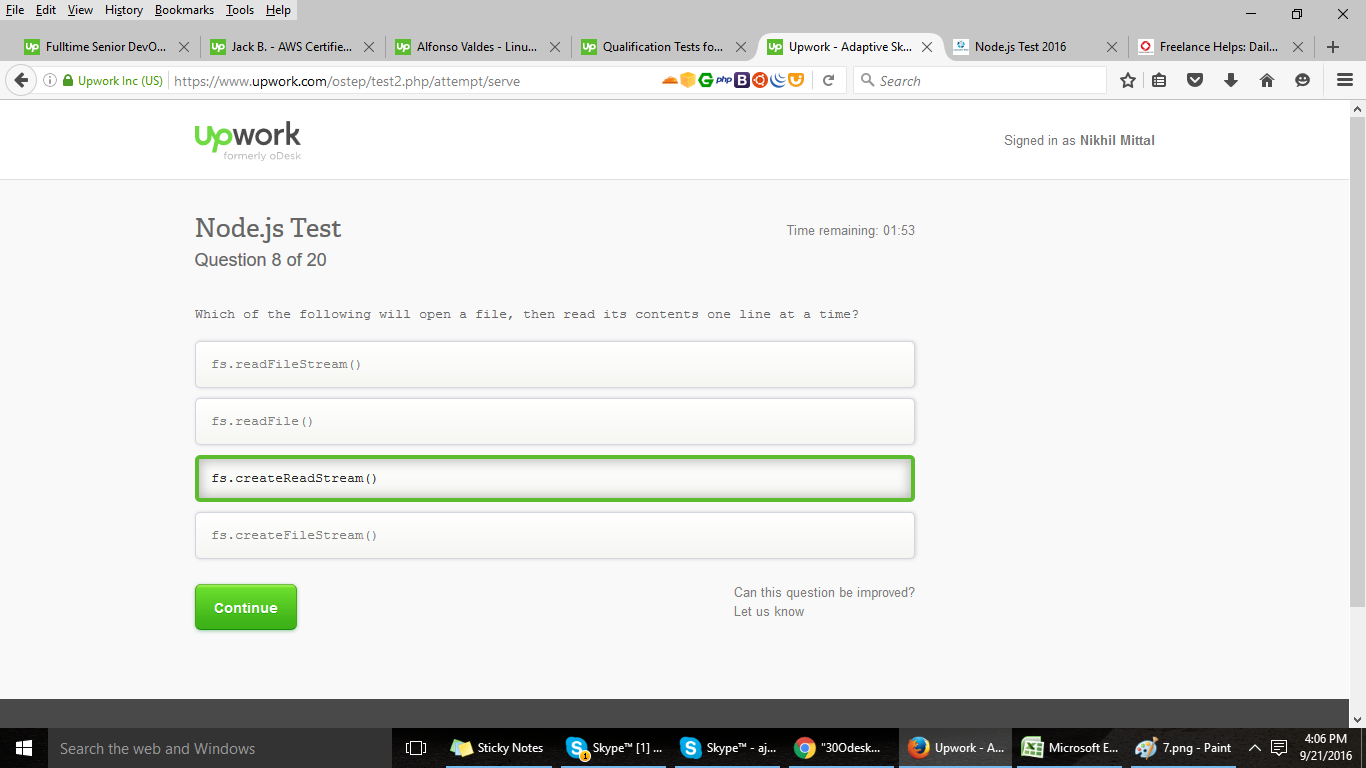 File Edit View History Bookmarks Tools Help
Fulltime Senior DevO... Jack B. - AWS Certifie... Alfonso Valdes - Linu... Qualification Tests fo... Upwork - Adaptive Sk... Node.js Test 2016 Freelance Helps: Dail...
Upwork Inc (US) https://www.upwork.com/ostep/test2.php/attempt/serve php B Search
upwork
formerly oDesk
Signed in as Nikhil Mittal
Node.js Test
Time remaining: 01:53
Question 8 of 20
Which of the following will open a file, then read its contents one line at a time?
fs.readFileStream()
fs.readFile()
fs.createReadStream()
fs.createFileStream()
Continue
Can this question be improved?
Let us know
Search the web and Windows Sticky Notes Skype™ [1] ... Skype™ - aj... "30Odesk... Upwork - A... Microsoft E... 7.png - Paint
4:06 PM
9/21/2016